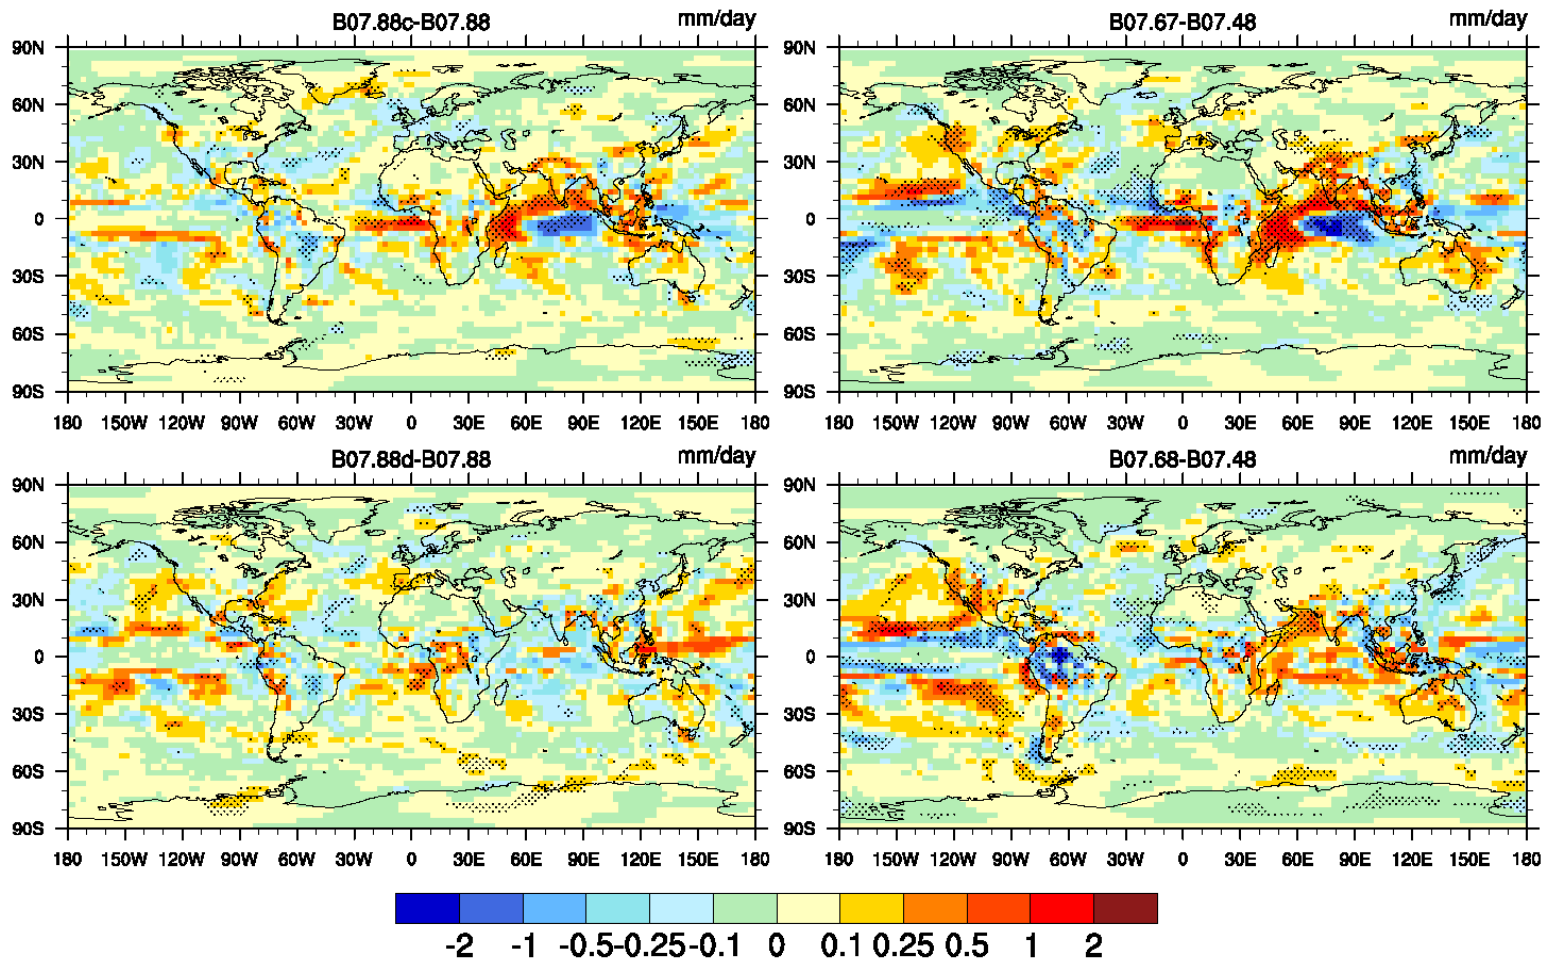 B07.88c-B07.88 mm/day
90N
60N
30N
0
30S
60S
90S
180 150W 120W 90W 60W 30W 0 30E 60E 90E 120E 150E 180
B07.67-B07.48 mm/day
90N
60N
30N
0
30S
60S
90S
180 150W 120W 90W 60W 30W 0 30E 60E 90E 120E 150E 180
B07.88d-B07.88 mm/day
90N
60N
30N
0
30S
60S
90S
180 150W 120W 90W 60W 30W 0 30E 60E 90E 120E 150E 180
B07.68-B07.48 mm/day
90N
60N
30N
0
30S
60S
90S
180 150W 120W 90W 60W 30W 0 30E 60E 90E 120E 150E 180
-2 -1 -0.5 -0.25 -0.1 0 0.1 0.25 0.5 1 2